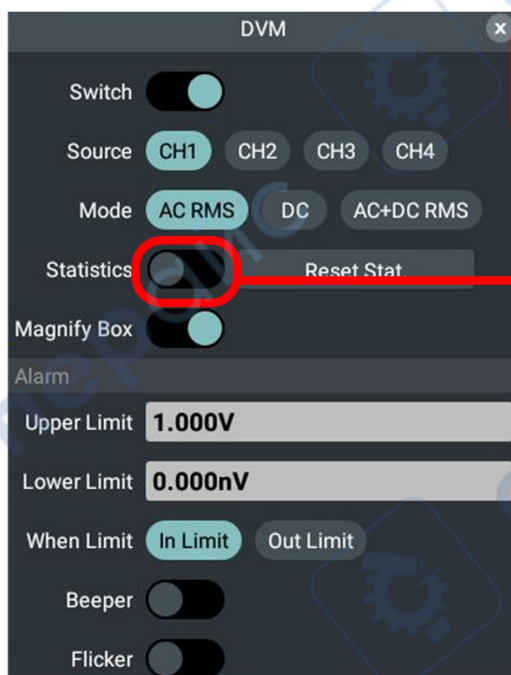 DVM
x
Switch
Source CH1 CH2 CH3 CH4
Mode AC RMS DC AC+DC RMS
Statistics Reset Stat
Magnify Box
Alarm
Upper Limit 1.000V
Lower Limit 0.000nV
When Limit In Limit Out Limit
Beeper
Flicker